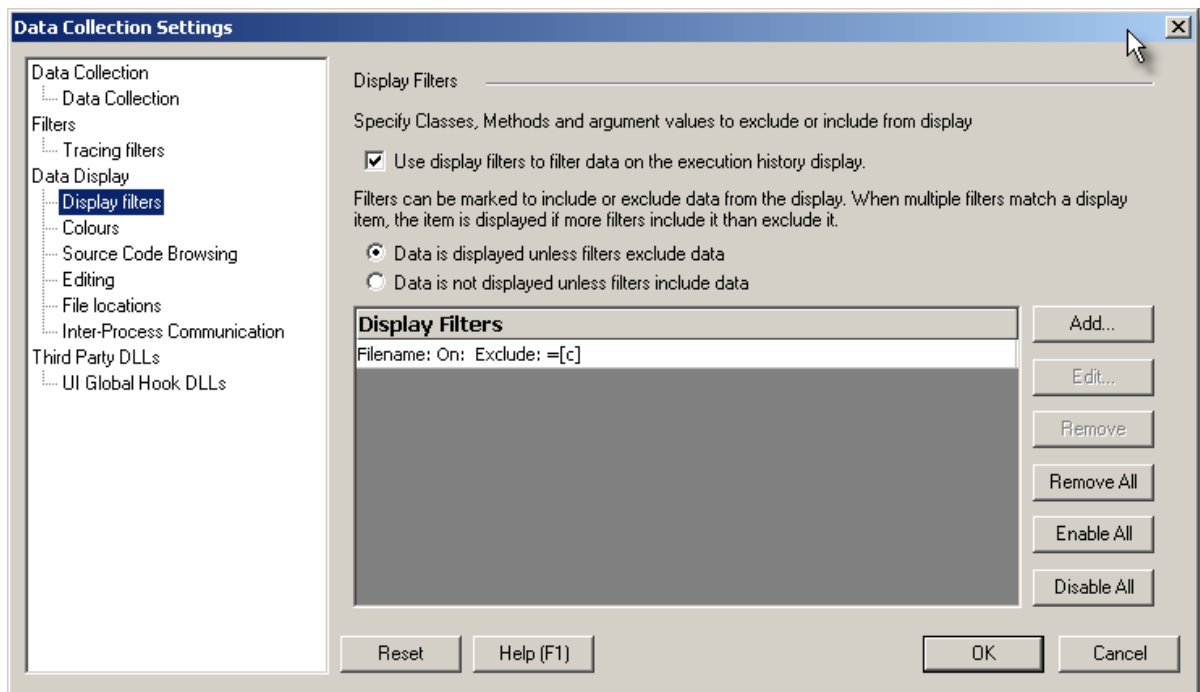 Data Collection Settings
Data Collection
Data Collection
Filters
Tracing filters
Data Display
Display filters
Colours
Source Code Browsing
Editing
File locations
Inter-Process Communication
Third Party DLLs
UI Global Hook DLLs
Display Filters
Specify Classes, Methods and argument values to exclude or include from display
Use display filters to filter data on the execution history display.
Filters can be marked to include or exclude data from the display. When multiple filters match a display
item, the item is displayed if more filters include it than exclude it.
Data is displayed unless filters exclude data
Data is not displayed unless filters include data
Display Filters
Filename: On: Exclude: =[c]
Add...
Edit...
Remove
Remove All
Enable All
Disable All
Reset
Help (F1)
OK
Cancel